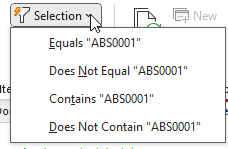 Selection
New
Equals "ABS0001"
Does Not Equal "ABS0001"
Contains "ABS0001"
Does Not Contain "ABS0001"